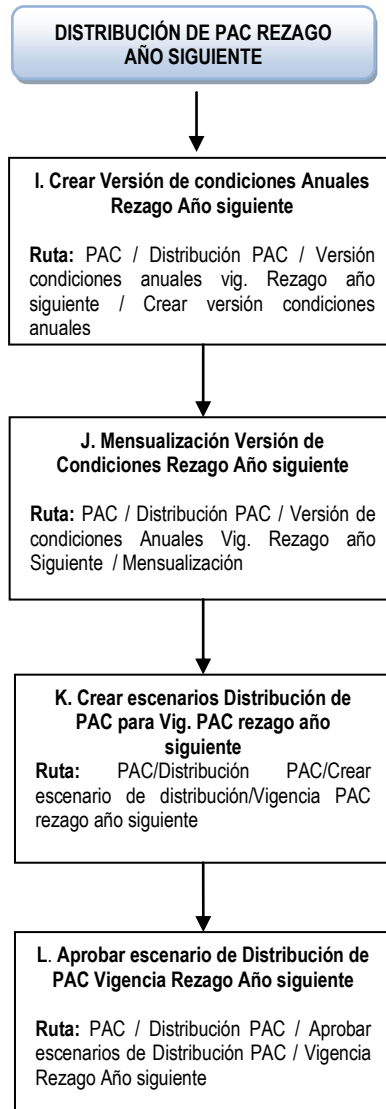 DISTRIBUCIÓN DE PAC REZAGO
AÑO SIGUIENTE
I. Crear Versión de condiciones Anuales
Rezago Año siguiente
Ruta: PAC / Distribución PAC / Versión
condiciones anuales vig. Rezago año
siguiente / Crear versión condiciones
anuales
J. Mensualización Versión de
Condiciones Rezago Año siguiente
Ruta: PAC / Distribución PAC / Versión de
condiciones Anuales Vig. Rezago año
Siguiente / Mensualización
K. Crear escenarios Distribución de
PAC para Vig. PAC rezago año
siguiente
Ruta: PAC/Distribución PAC/Crear
escenario de distribución/Vigencia PAC
rezago año siguiente
L. Aprobar escenario de Distribución de
PAC Vigencia Rezago Año siguiente
Ruta: PAC / Distribución PAC / Aprobar
escenarios de Distribución PAC / Vigencia
Rezago Año siguiente